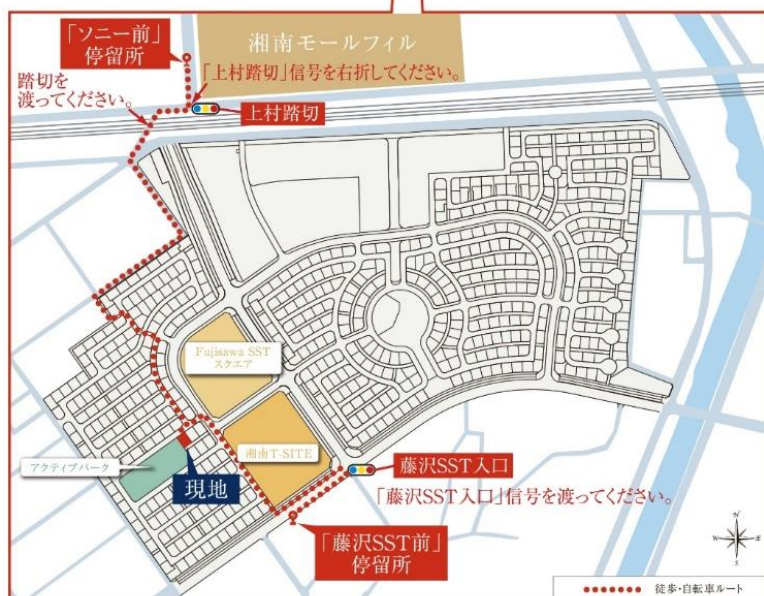 「ソニー前」
停留所
湘南モールフィル
踏切を
渡ってください。
「上村踏切」信号を右折してください。
上村踏切
Fujisawa SST
スクエア
湘南T-SITE
アクティブパーク
現地
藤沢SST入口
「藤沢SST入口」信号を渡ってください。
「藤沢SST前」
停留所
N
W
E
S
徒歩・自転車ルート